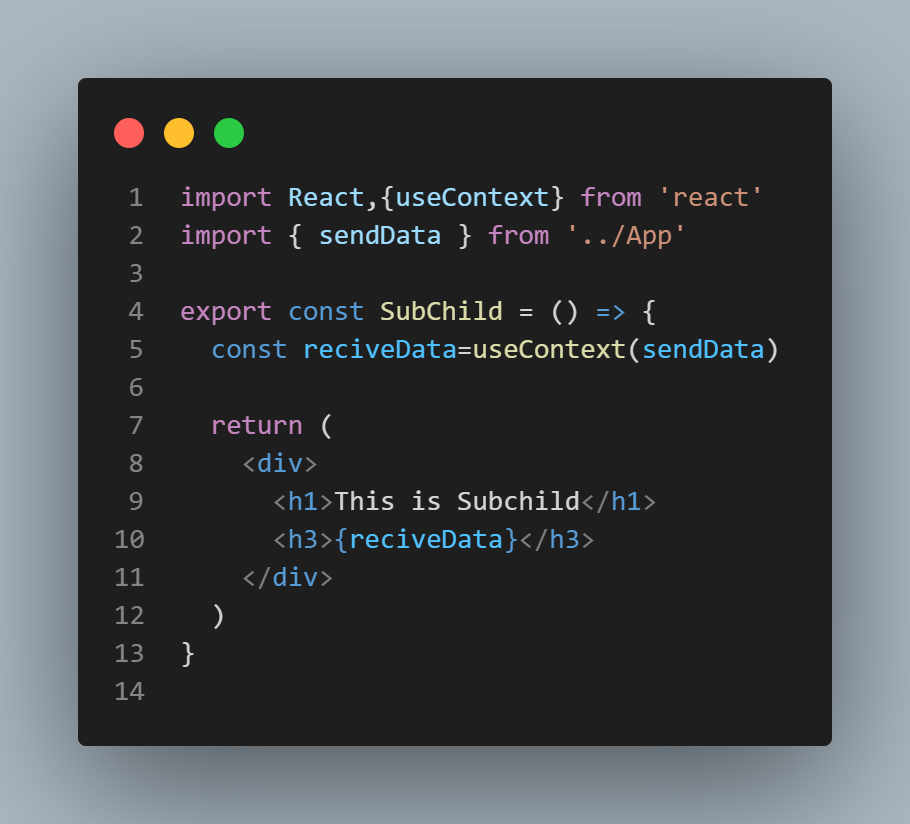 1 import React,{useContext} from 'react'
2 import { sendData } from '../App'
3
4 export const SubChild = () => {
5   const reciveData=useContext(sendData)
6
7   return (
8     <div>
9       <h1>This is Subchild</h1>
10       <h3>{reciveData}</h3>
11     </div>
12   )
13 }
14